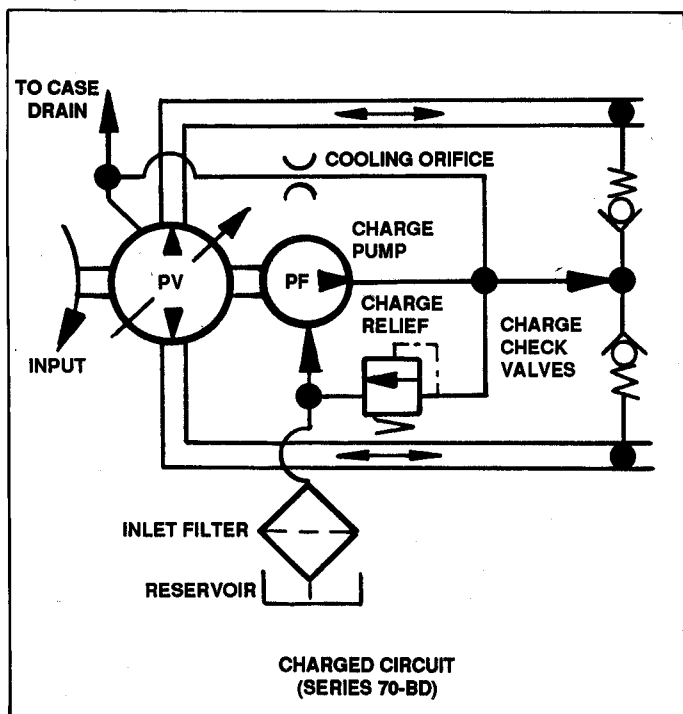 TO CASE
DRAIN
COOLING ORIFICE
CHARGE
PUMP
PV
PF
CHARGE
RELIEF
CHARGE
CHECK
VALVES
INPUT
INLET FILTER
RESERVOIR
CHARGED CIRCUIT
(SERIES 70-BD)